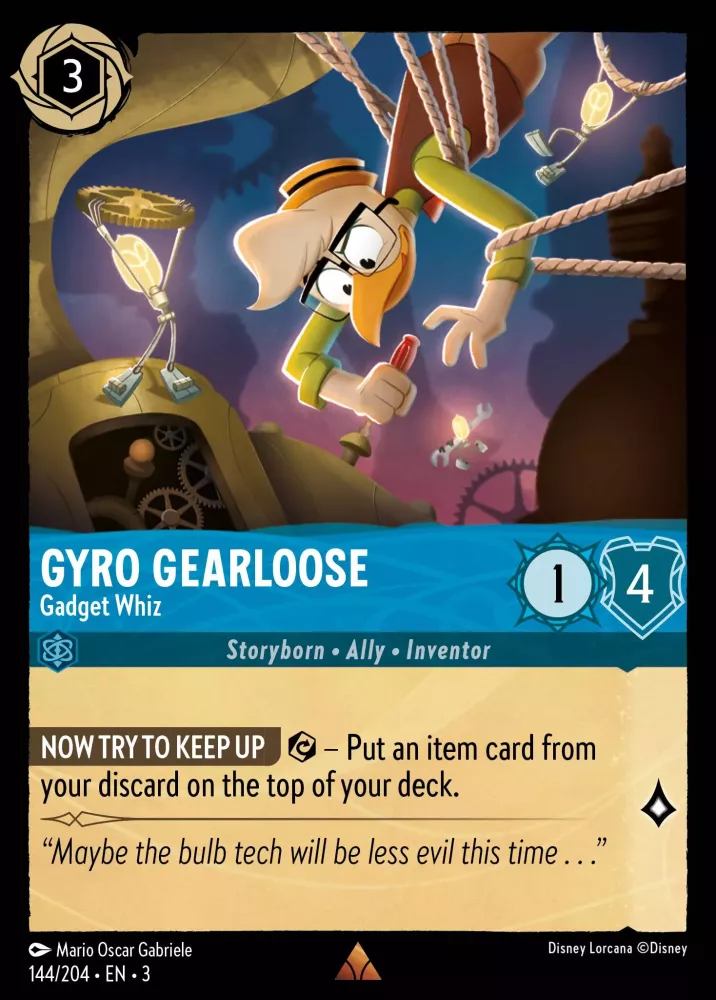 3
GYRO GEARLOOSE
Gadget Whiz
1
4
Storyborn • Ally • Inventor
NOW TRY TO KEEP UP – Put an item card from
your discard on the top of your deck.
“Maybe the bulb tech will be less evil this time . . .”
Mario Oscar Gabriele
Disney Lorcana ©Disney
144/204 • EN • 3